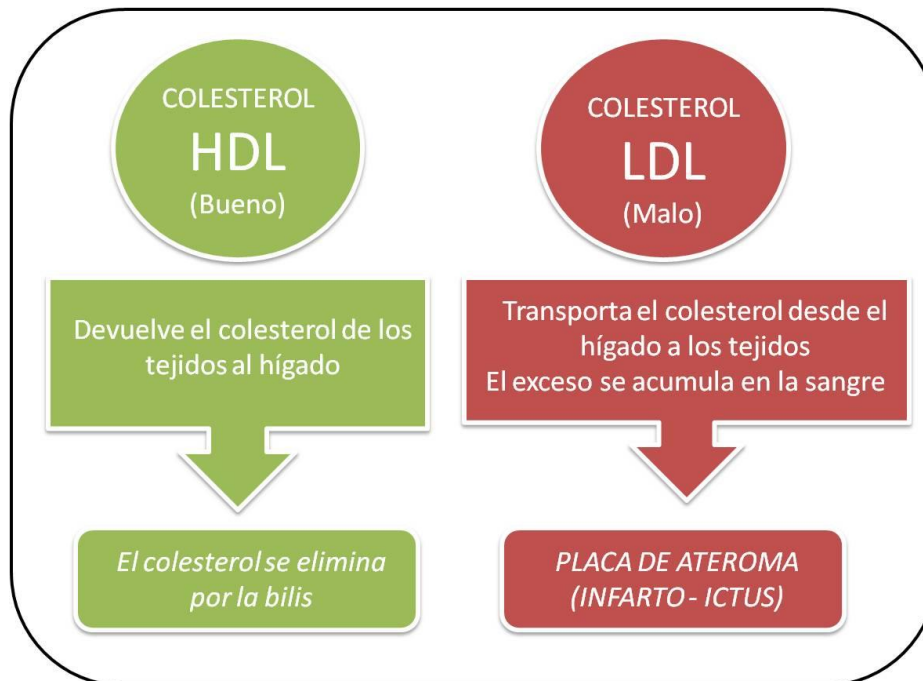 COLESTEROL
HDL
(Bueno)
Devuelve el colesterol de los
tejidos al hígado
El colesterol se elimina
por la bilis
COLESTEROL
LDL
(Malo)
Transporta el colesterol desde el
hígado a los tejidos
El exceso se acumula en la sangre
PLACA DE ATEROMA
(INFARTO - ICTUS)